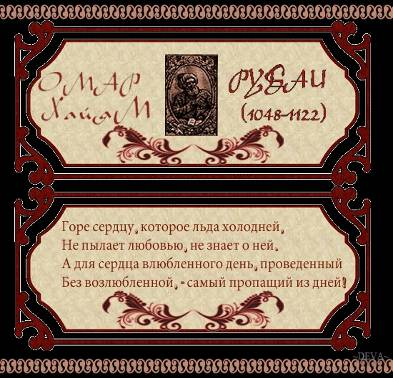 ОМАР РУБАИ
Хайам (1048-1122)
Горе сердцу, которое льда холодней,
Не пылает любовью, не знает о ней.
А для сердца влюбленного день, проведенный
Без возлюбленной, - самый пропащий из дней!
~DEVA~